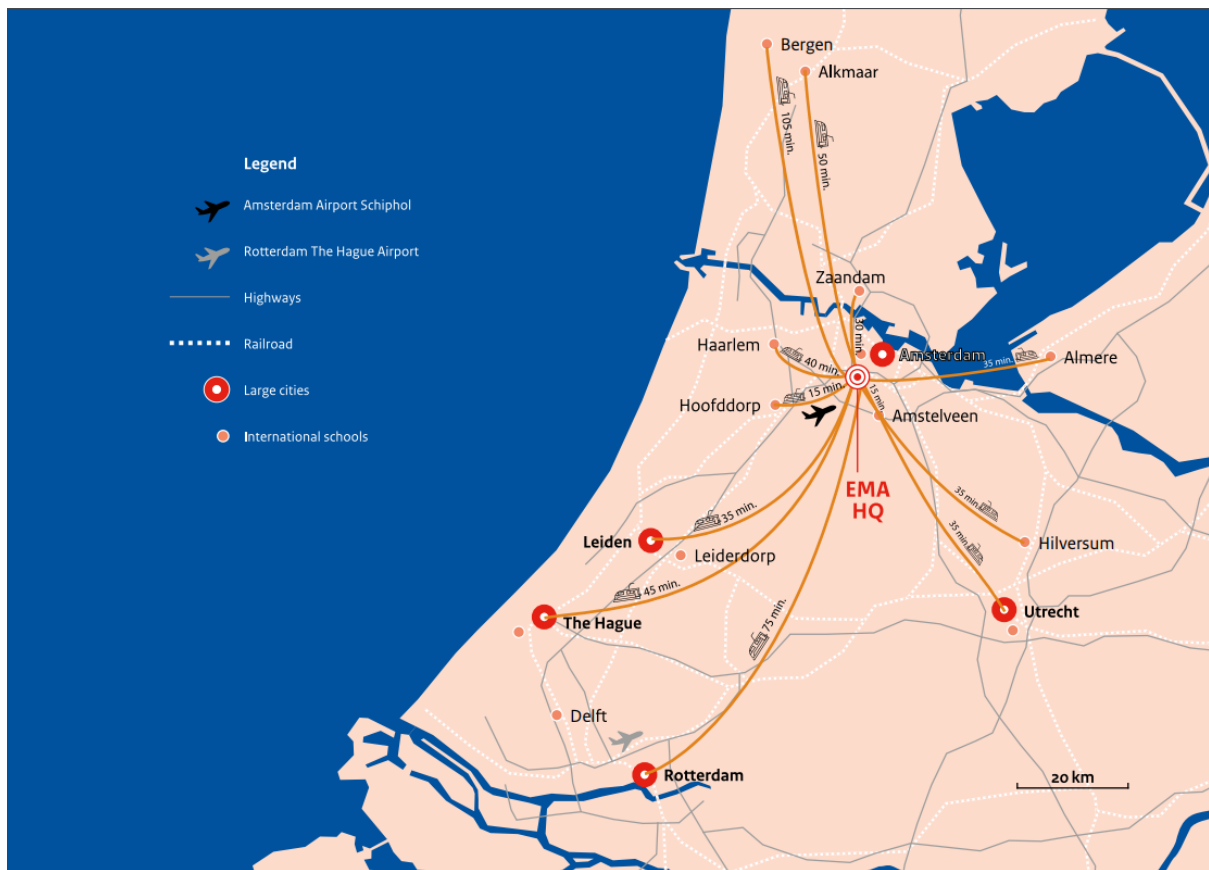 Legend
Amsterdam Airport Schiphol
Rotterdam The Hague Airport
Highways
Railroad
Large cities
International schools
Bergen
Alkmaar
105 min.
50 min.
Zaandam
30 min.
Haarlem
40 min.
Amsterdam
35 min.
Almere
Hoofddorp
15 min.
15 min.
Amstelveen
EMA
HQ
35 min.
Leiden
Leiderdorp
35 min.
35 min.
Hilversum
45 min.
The Hague
75 min.
Utrecht
Delft
Rotterdam
20 km